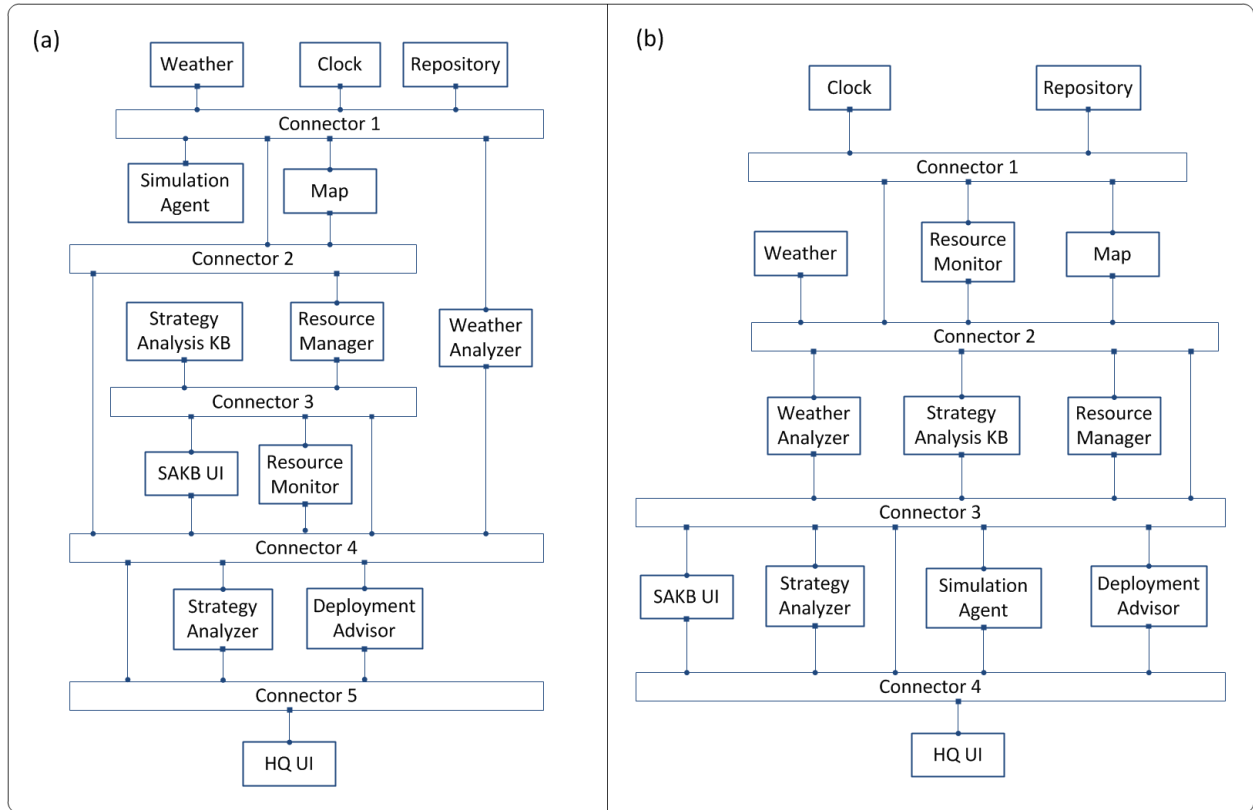 (a)
Weather
Clock
Repository
Connector 1
Simulation
Agent
Map
Connector 2
Strategy
Analysis KB
Resource
Manager
Weather
Analyzer
Connector 3
SAKB UI
Resource
Monitor
Connector 4
Strategy
Analyzer
Deployment
Advisor
Connector 5
HQ UI
(b)
Clock
Repository
Connector 1
Weather
Resource
Monitor
Map
Connector 2
Weather
Analyzer
Strategy
Analysis KB
Resource
Manager
Connector 3
SAKB UI
Strategy
Analyzer
Simulation
Agent
Deployment
Advisor
Connector 4
HQ UI